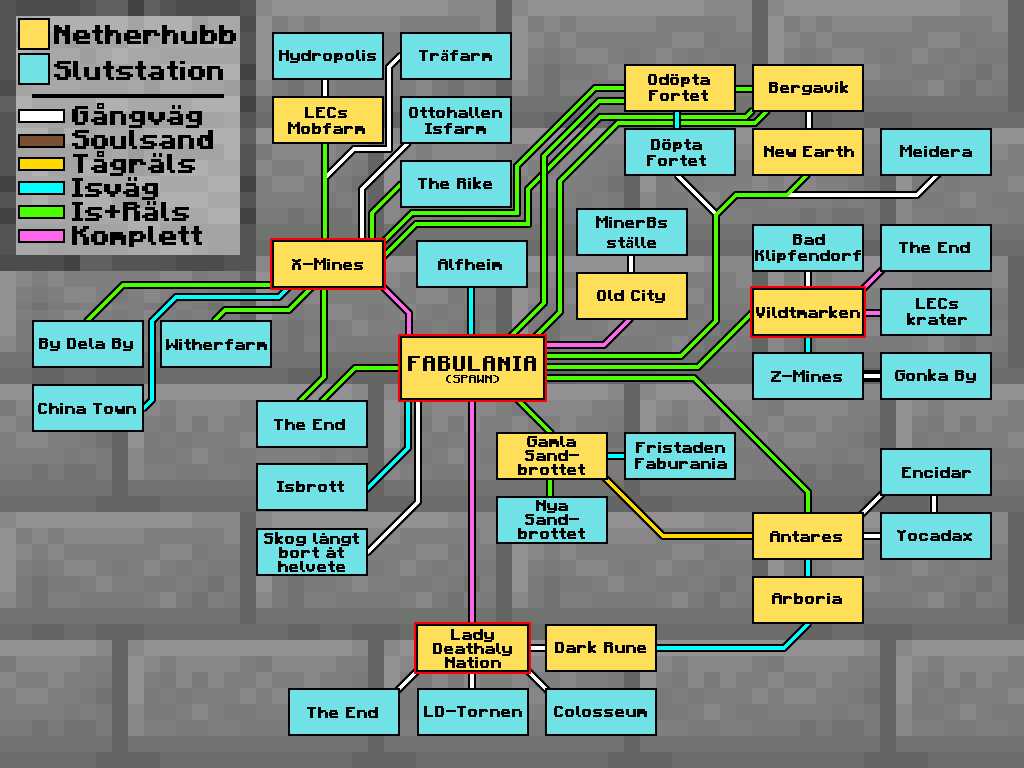 Netherhubb
Slutstation
Gångväg
Soulsand
Tågräls
Isväg
Is+Räls
Komplett
Hydropolis
Träfarm
LECs
Mobfarm
Ottohallen
Isfarm
The Rike
X-Mines
Alfheim
By Dela By
Witherfarm
China Town
Odöpta
Fortet
Bergavik
Döpta
Fortet
New Earth
Meidera
MinerBs
ställe
Old City
Bad
Klipfendorf
The End
Vildtmarken
LECs
krater
Z-Mines
Gonka By
FABULANIA
(SPAWN)
The End
Isbrott
Skog långt
bort åt
helvete
Gamla
Sand-
brottet
Fristaden
Faburania
Nya
Sand-
brottet
Encidar
Antares
Yocadax
Arboria
Lady
Deathaly
Nation
Dark Rune
The End
LD-Tornen
Colosseum